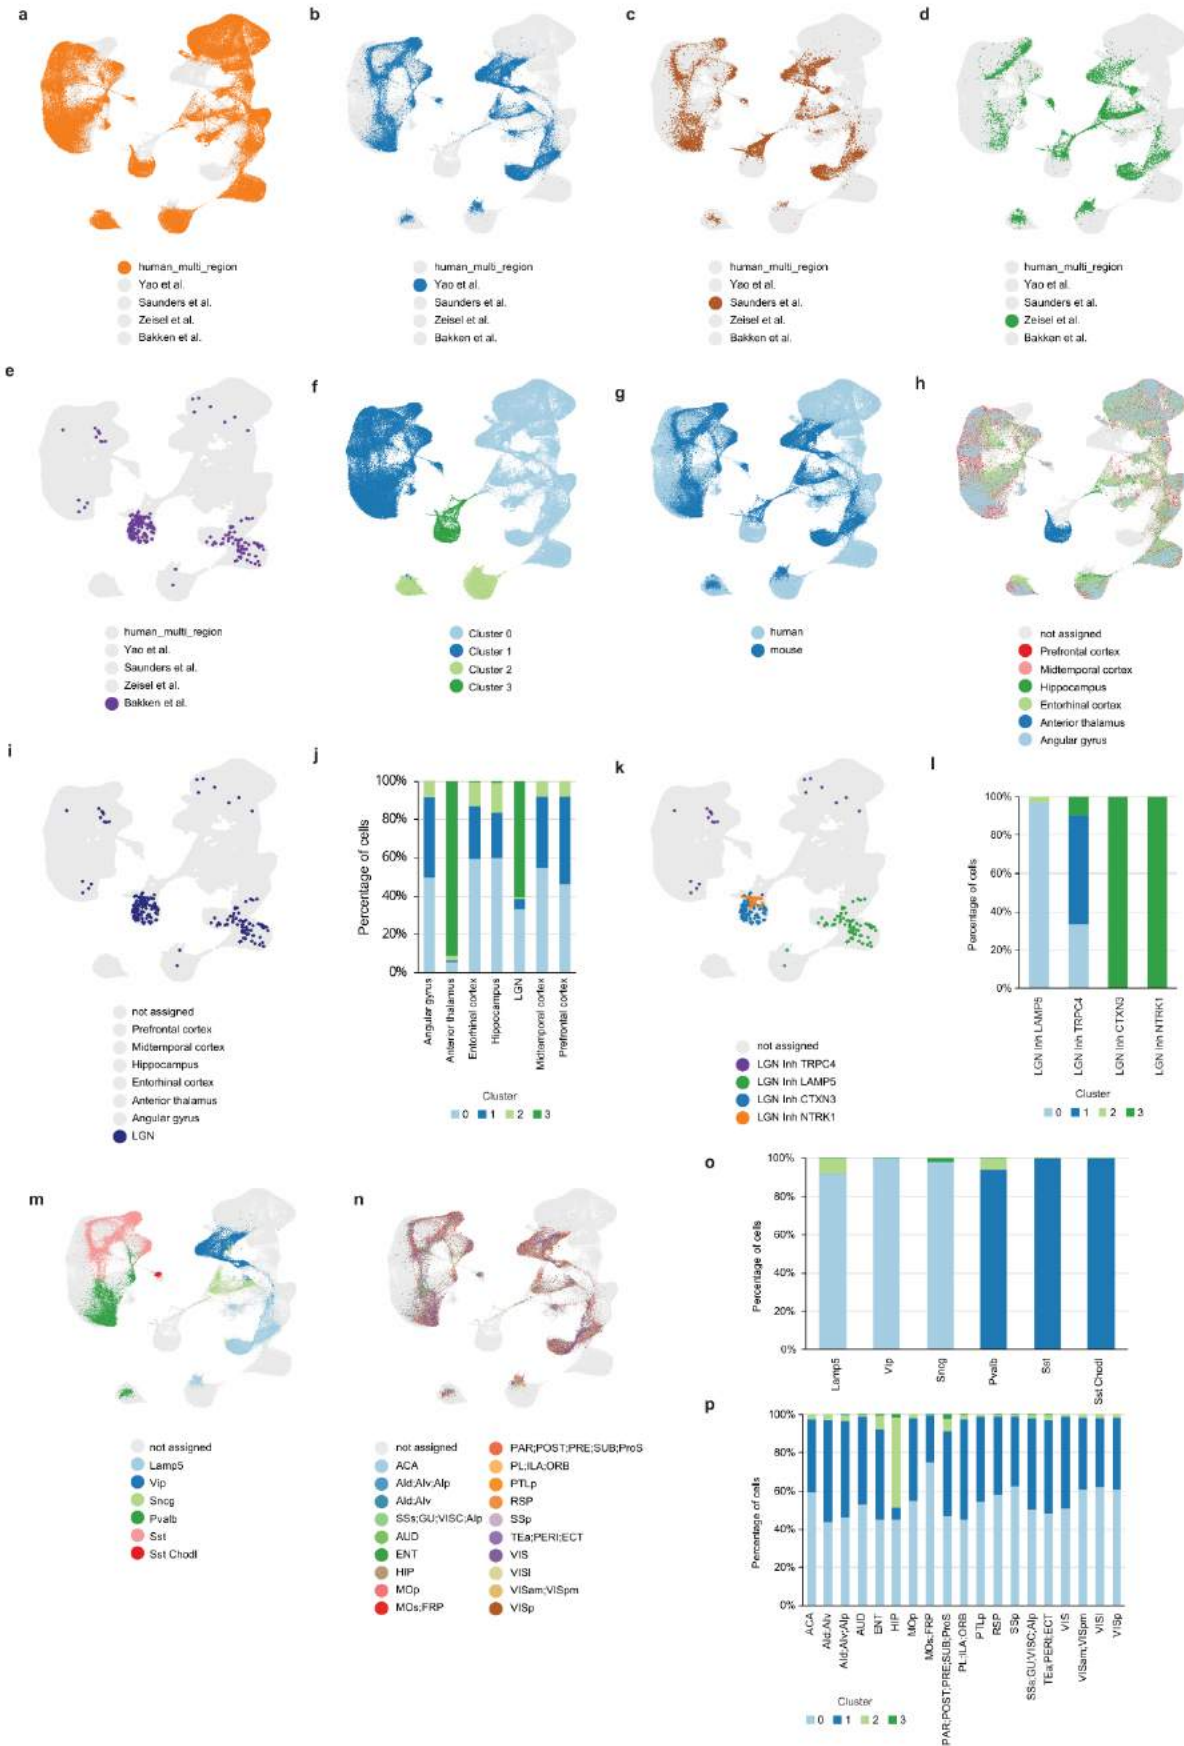 a
b
c
d
human_multi_region
Yao et al.
Saunders et al.
Zeisel et al.
Bakken et al.
human_multi_region
Yao et al.
Saunders et al.
Zeisel et al.
Bakken et al.
human_multi_region
Yao et al.
Saunders et al.
Zeisel et al.
Bakken et al.
human_multi_region
Yao et al.
Saunders et al.
Zeisel et al.
Bakken et al.
e
f
g
h
human_multi_region
Yao et al.
Saunders et al.
Zeisel et al.
Bakken et al.
Cluster 0
Cluster 1
Cluster 2
Cluster 3
human
mouse
not assigned
Prefrontal cortex
Midtemporal cortex
Hippocampus
Entorhinal cortex
Anterior thalamus
Angular gyrus
i
j
k
l
not assigned
Prefrontal cortex
Midtemporal cortex
Hippocampus
Entorhinal cortex
Anterior thalamus
Angular gyrus
LGN
Percentage of cells
100%
80%
60%
40%
20%
0%
Angular gyrus
Anterior thalamus
Entorhinal cortex
Hippocampus
LGN
Midtemporal cortex
Prefrontal cortex
Cluster
0 1 2 3
not assigned
LGN Inh TRPC4
LGN Inh LAMP5
LGN Inh CTXN3
LGN Inh NTRK1
Percentage of cells
100%
80%
60%
40%
20%
0%
LGN Inh LAMP5
LGN Inh TRPC4
LGN Inh CTXN3
LGN Inh NTRK1
Cluster
0 1 2 3
m
n
o
not assigned
Lamp5
Vip
Sncg
Pvalb
Sst
Sst Chodl
not assigned
ACA
AId;AIv;AIp
AId;AIv
SSs;GU;VISC;AIp
AUD
ENT
HIP
MOp
MOs;FRP
PAR;POST;PRE;SUB;ProS
PL;ILA;ORB
PTLp
RSP
SSp
TEa;PERI;ECT
VIS
VISl
VISam;VISpm
VISp
Percentage of cells
100%
80%
60%
40%
20%
0%
Lamp5
Vip
Sncg
Pvalb
Sst
Sst Chodl
p
Percentage of cells
100%
80%
60%
40%
20%
0%
ACA
AId;AIv
AId;AIv;AIp
AUD
ENT
HIP
MOp
MOs;FRP
PAR;POST;PRE;SUB;ProS
PL;ILA;ORB
PTLp
RSP
SSp
SSs;GU;VISC;AIp
TEa;PERI;ECT
VIS
VISam;VISpm
VISl
VISp
Cluster
0 1 2 3